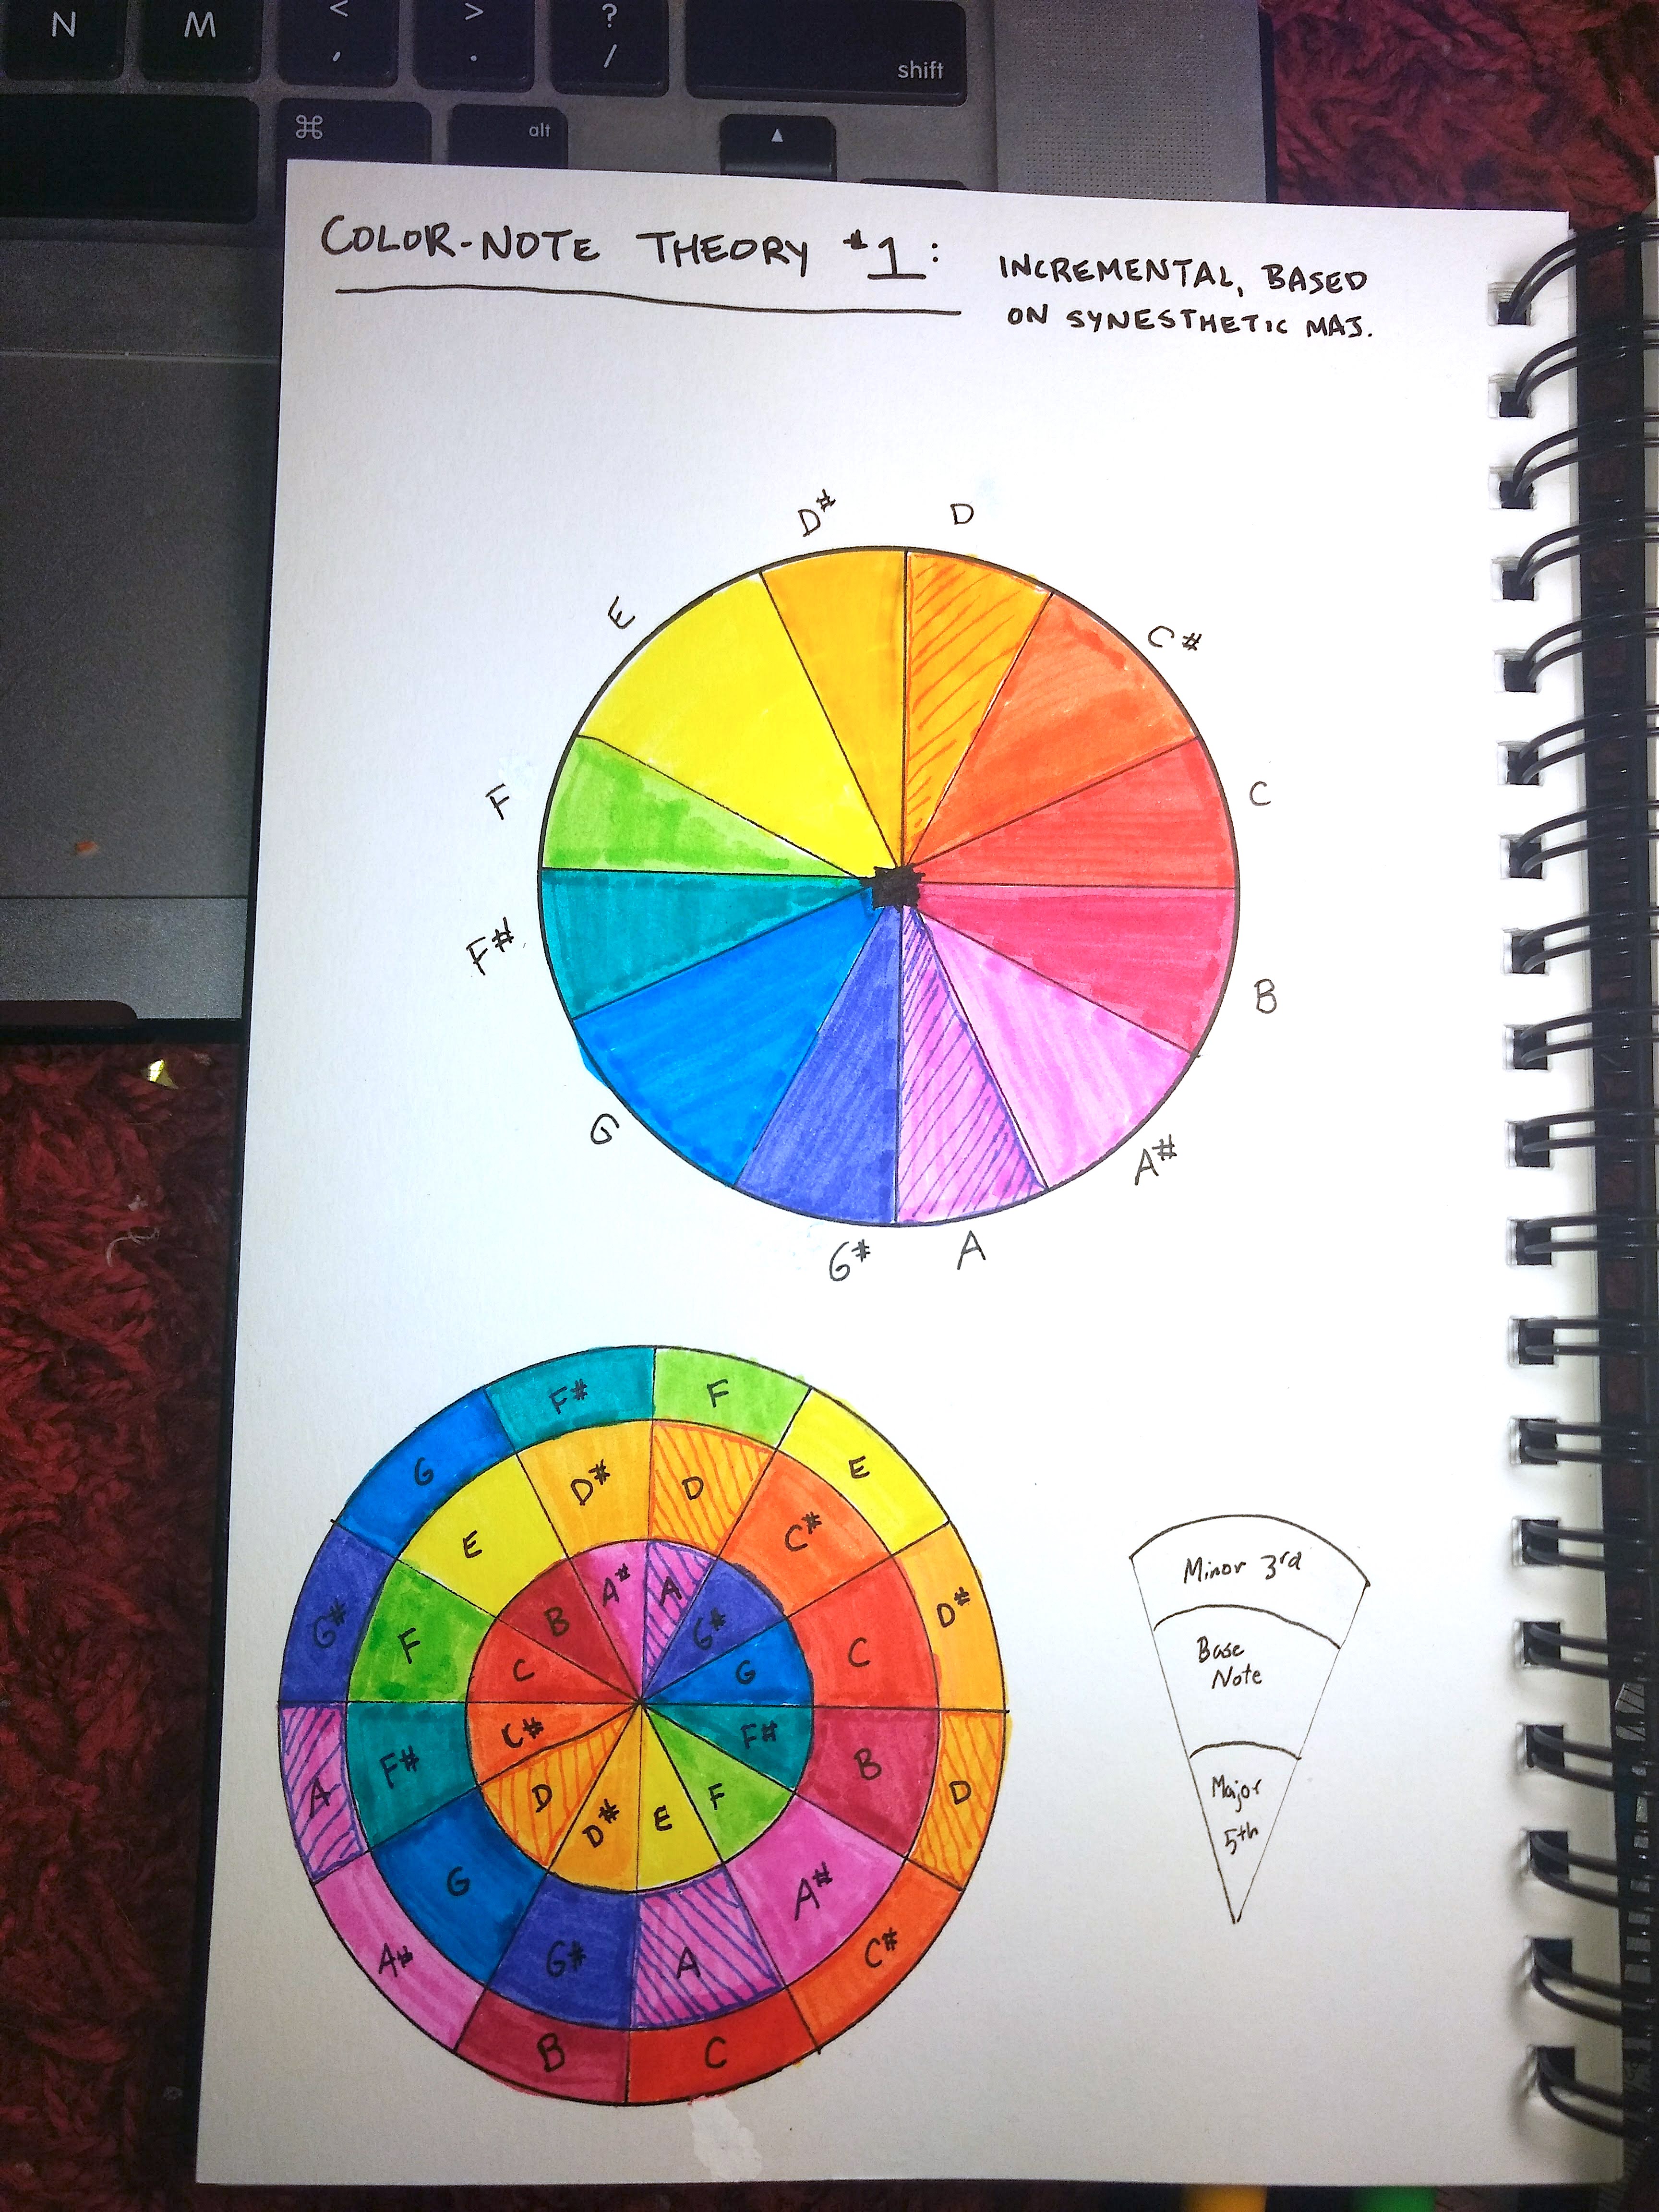 N M < , > . ? / shift
⌘ alt ▲
COLOR-NOTE THEORY #1:
INCREMENTAL, BASED
ON SYNESTHETIC MAJ.
D# D
E C#
F C
F# B
G A#
G# A
F# F
G E
D# D
E C#
G# D#
A# A
B G#
F C
C G
C# F#
F# B
A D
D F
D# E
G A#
G# A
A# C#
B C
Minor 3rd
Base
Note
Major
5th